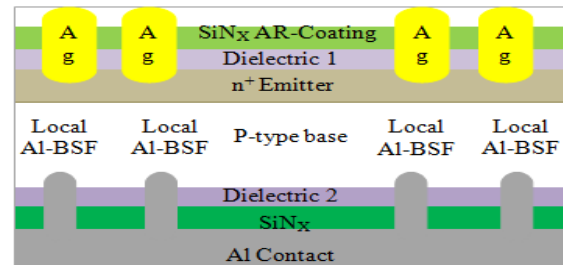 A g
A g
SiNX AR-Coating
A g
A g
Dielectric 1
n+ Emitter
Local Al-BSF
Local Al-BSF
P-type base
Local Al-BSF
Local Al-BSF
Dielectric 2
SiNX
Al Contact